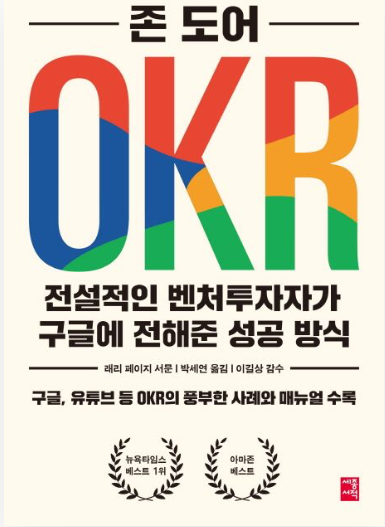 존 도어
OKR
전설적인 벤처투자자가
구글에 전해준 성공 방식
래리 페이지 서문 | 박세연 옮김 | 이길상 감수
구글, 유튜브 등 OKR의 풍부한 사례와 매뉴얼 수록
뉴욕타임스
베스트 1위
아마존
베스트
세종
서적